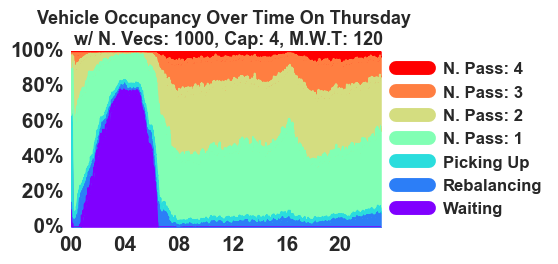 Vehicle Occupancy Over Time On Thursday
w/ N. Vecs: 1000, Cap: 4, M.W.T: 120
100%
80%
60%
40%
20%
0%
00 04 08 12 16 20
N. Pass: 4
N. Pass: 3
N. Pass: 2
N. Pass: 1
Picking Up
Rebalancing
Waiting